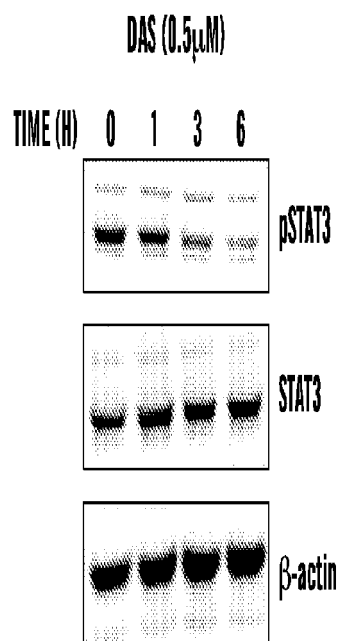 DAS (0.5μM)
TIME (H) 0 1 3 6
pSTAT3
STAT3
β-actin